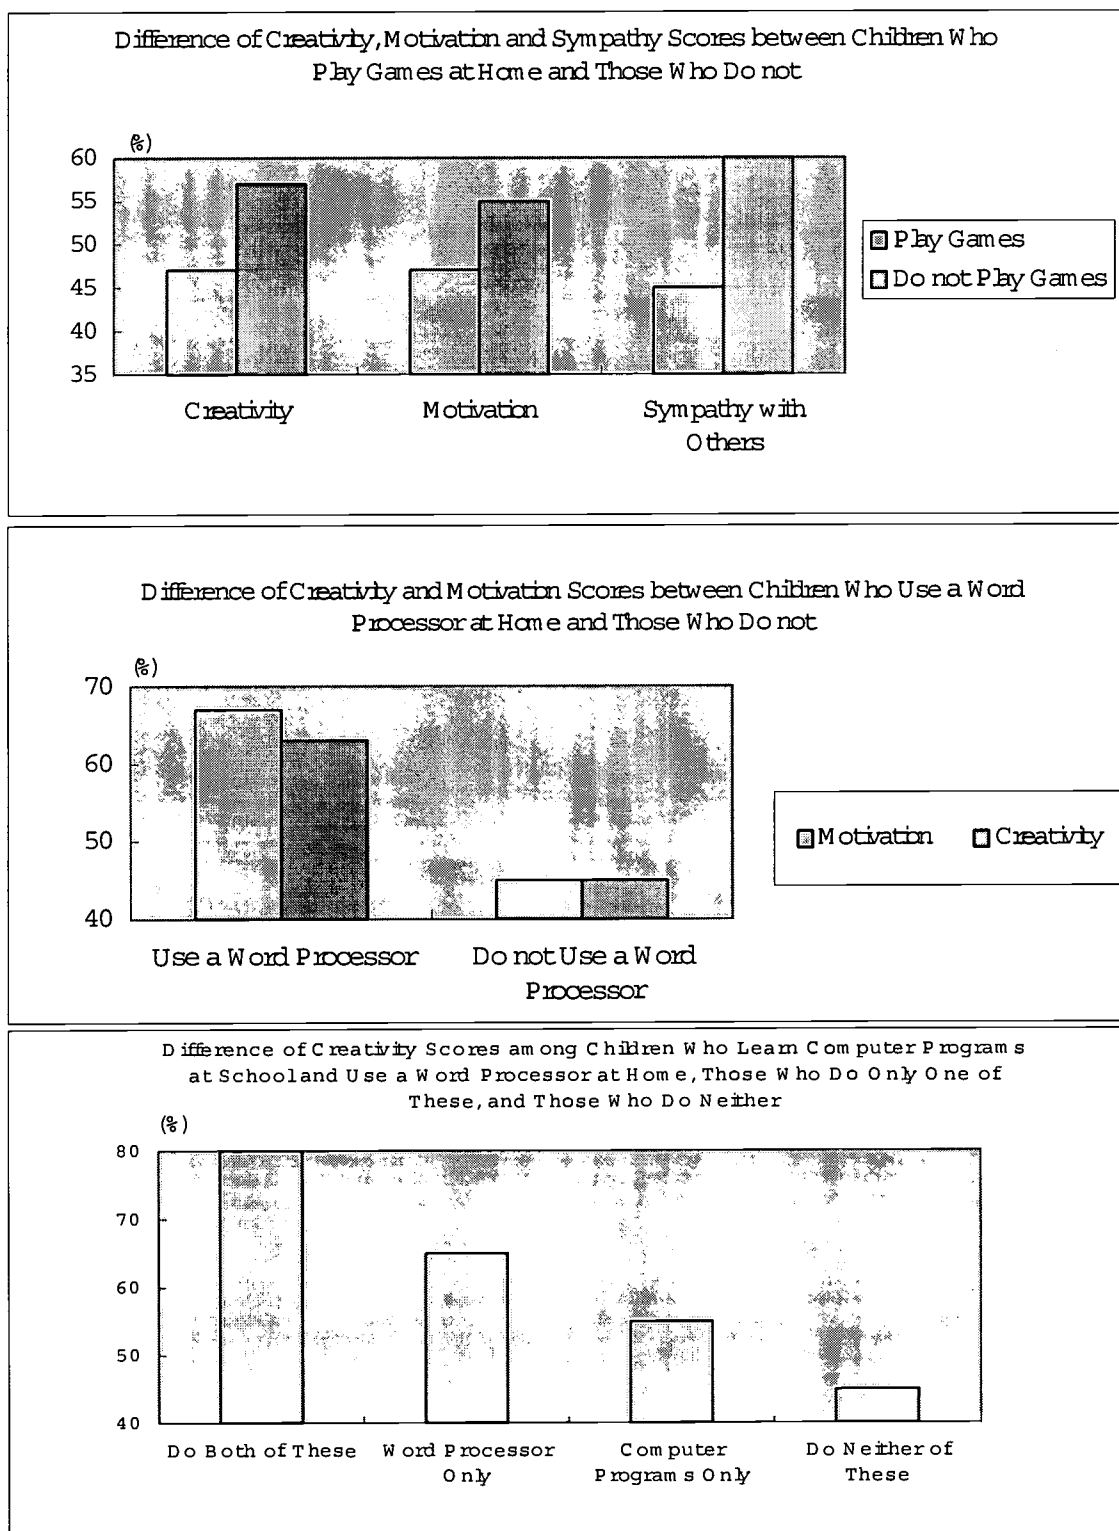 Difference of Creativity, Motivation and Sympathy Scores between Children Who
Play Games at Home and Those Who Do not
(%)
60
55
50
45
40
35
Play Games
Do not Play Games
Creativity
Motivation
Sympathy with
Others
Difference of Creativity and Motivation Scores between Children Who Use a Word
Processor at Home and Those Who Do not
(%)
70
60
50
40
Motivation
Creativity
Use a Word Processor
Do not Use a Word
Processor
Difference of Creativity Scores among Children Who Learn Computer Programs
at School and Use a Word Processor at Home, Those Who Do Only One of
These, and Those Who Do Neither
(%)
80
70
60
50
40
Do Both of These
Word Processor
Only
Computer
Programs Only
Do Neither of
These